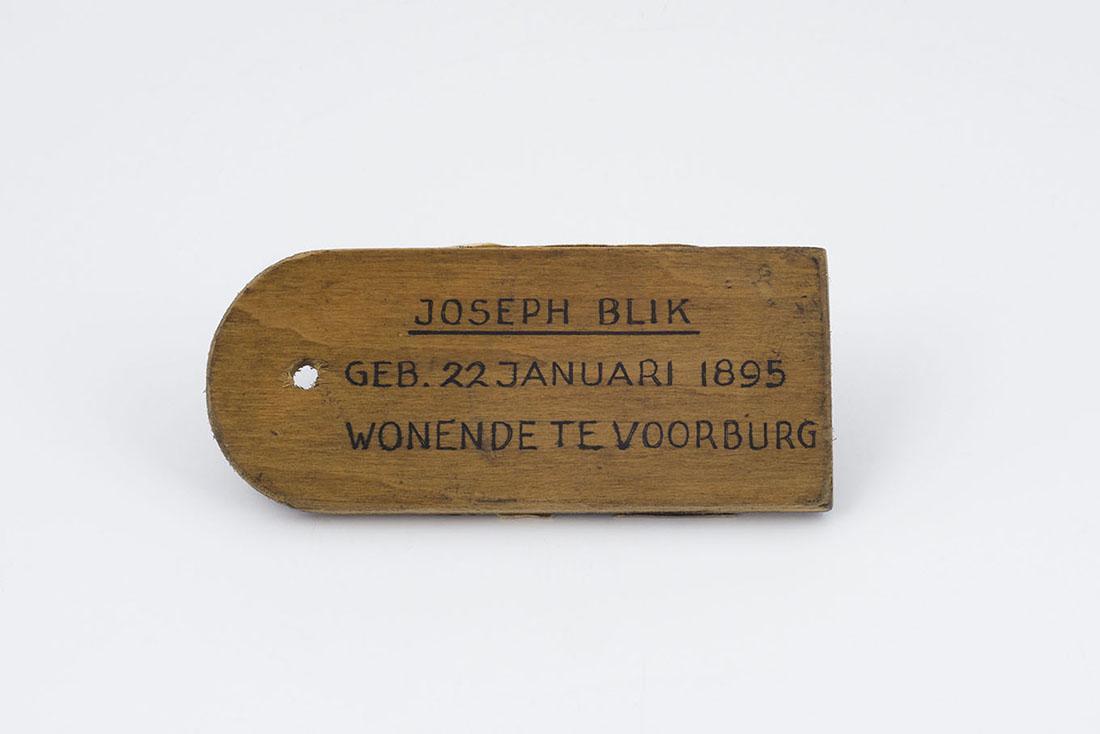 JOSEPH BLIK
GEB. 22 JANUARI 1895
WONENDE TE VOORBURG